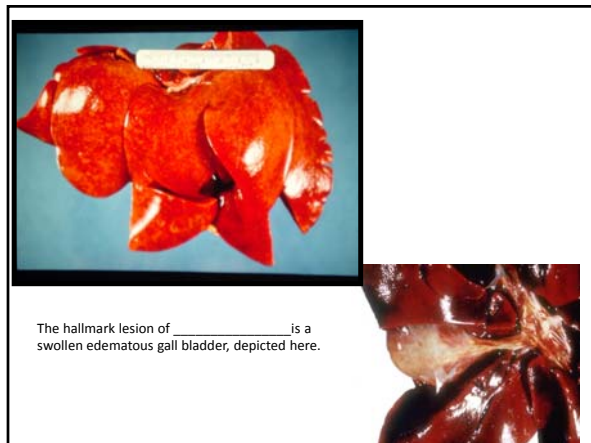 The hallmark lesion of ________________is a
swollen edematous gall bladder, depicted here.